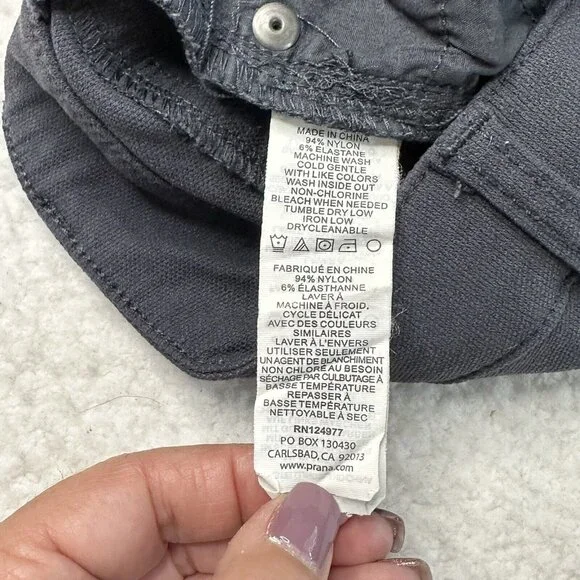 MADE IN CHINA
94% NYLON
6% ELASTANE
MACHINE WASH
COLD GENTLE
WITH LIKE COLORS
WASH INSIDE OUT
NON-CHLORINE
BLEACH WHEN NEEDED
TUMBLE DRY LOW
IRON LOW
DRYCLEANABLE
FABRIQUÉ EN CHINE
94% NYLON
6% ÉLASTHANNE
LAVER À
MACHINE À FROID,
CYCLE DÉLICAT
AVEC DES COULEURS
SIMILAIRES
LAVER À L'ENVERS
UTILISER SEULEMENT
UN AGENT DE BLANCHIMENT
NON CHLORÉ AU BESOIN
SÉCHAGE PAR CULBUTAGE À
BASSE TEMPÉRATURE
REPASSER À
BASSE TEMPÉRATURE
NETTOYABLE À SEC
RN124977
PO BOX 130430
CARLSBAD, CA 92013
www.prana.com